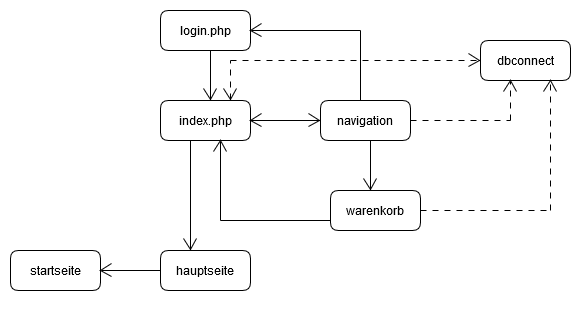 login.php
dbconnect
index.php
navigation
warenkorb
startseite
hauptseite